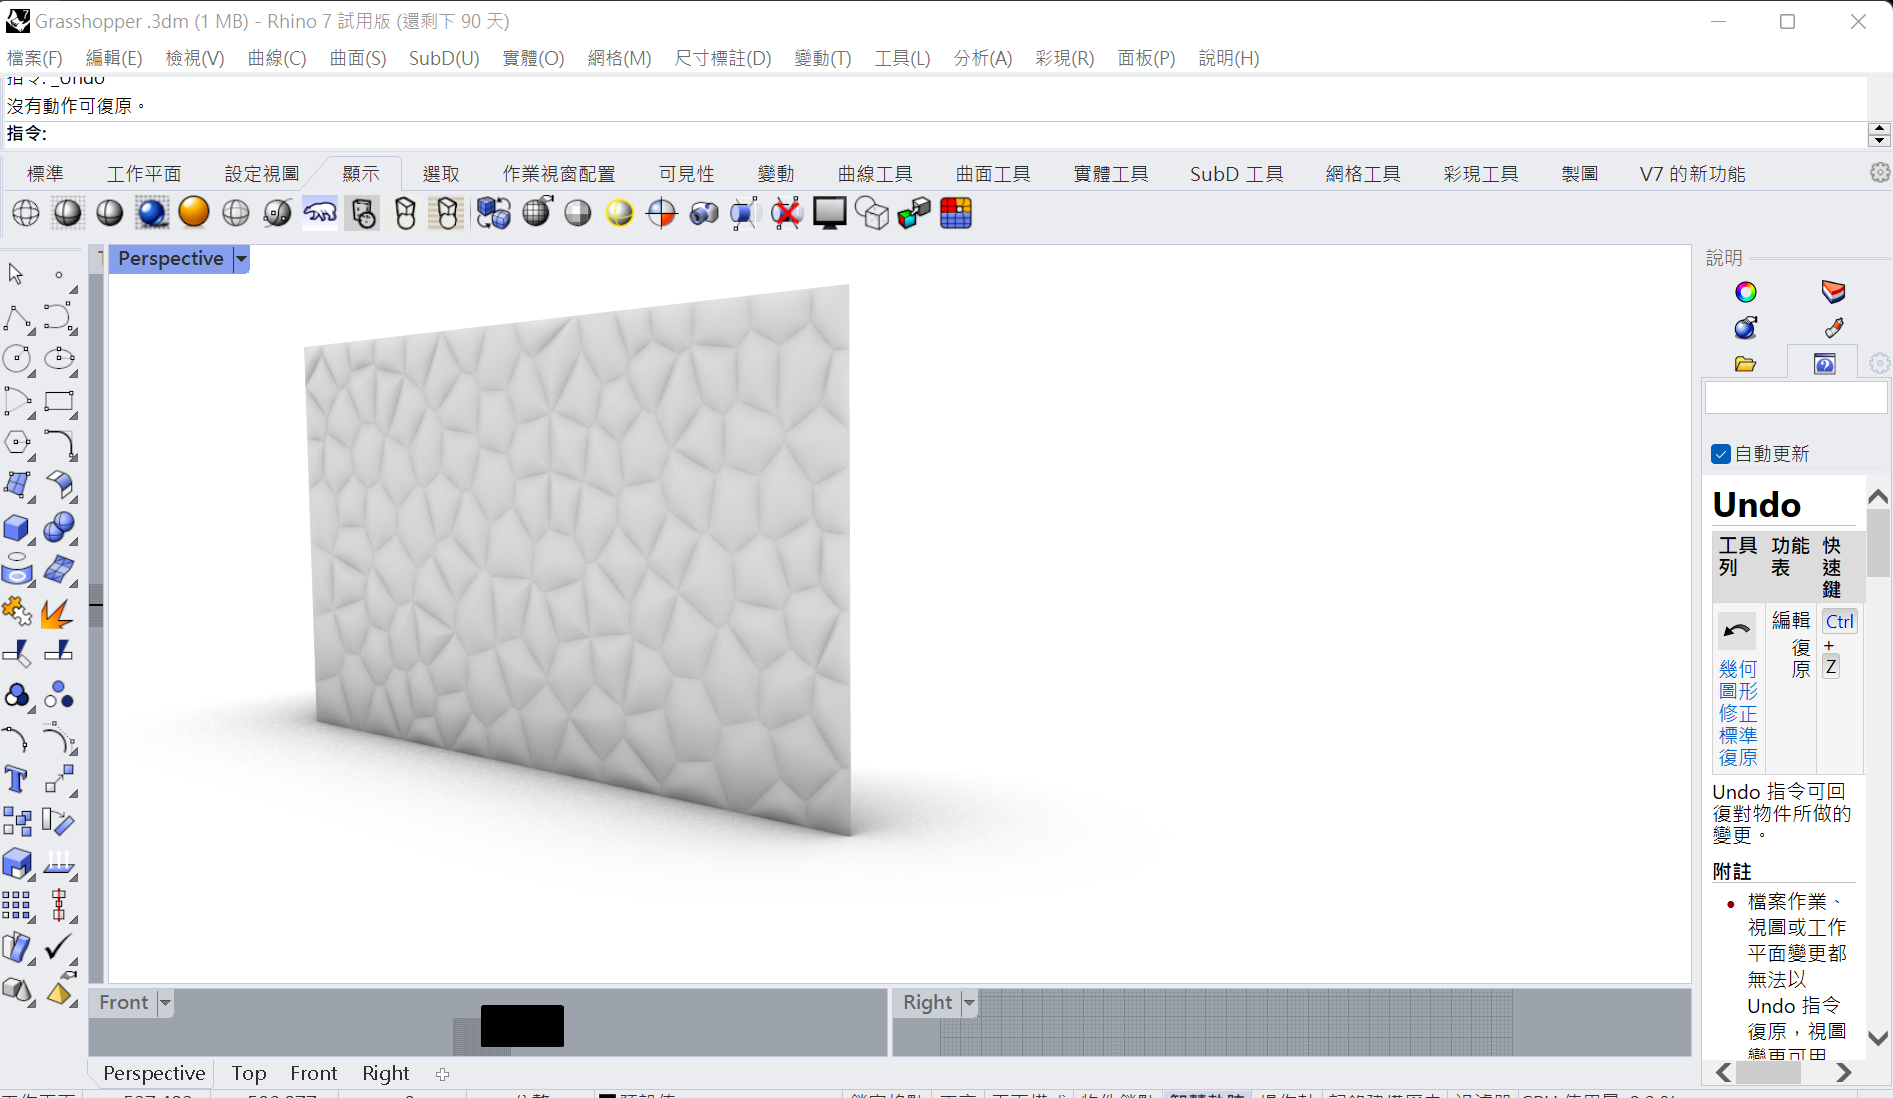 Grasshopper .3dm (1 MB) - Rhino 7 試用版 (還剩下 90 天)
檔案(F) 編輯(E) 檢視(V) 曲線(C) 曲面(S) SubD(U) 實體(O) 網格(M) 尺寸標註(D) 變動(T) 工具(L) 分析(A) 彩現(R) 面板(P) 說明(H)
指令: _Undo
沒有動作可復原。
指令:
標準 工作平面 設定視圖 顯示 選取 作業視窗配置 可見性 變動 曲線工具 曲面工具 實體工具 SubD 工具 網格工具 彩現工具 製圖 V7 的新功能
Perspective
說明
自動更新
Undo
工具列 功能表 快速鍵
編輯
復原
Ctrl
+
Z
幾何
圖形
修正
標準
復原
Undo 指令可回
復對物件所做的
變更。
附註
檔案作業、
視圖或工作
平面變更都
無法以
Undo 指令
復原，視圖
變更可用
Front
Right
Perspective Top Front Right